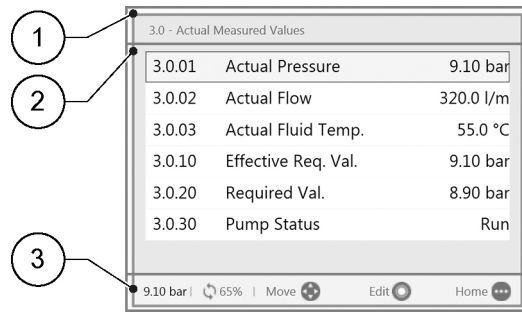 1
3.0 - Actual Measured Values
2
3.0.01 Actual Pressure 9.10 bar
3.0.02 Actual Flow 320.0 l/m
3.0.03 Actual Fluid Temp. 55.0 °C
3.0.10 Effective Req. Val. 9.10 bar
3.0.20 Required Val. 8.90 bar
3.0.30 Pump Status Run
3
9.10 bar | 65% | Move Edit Home